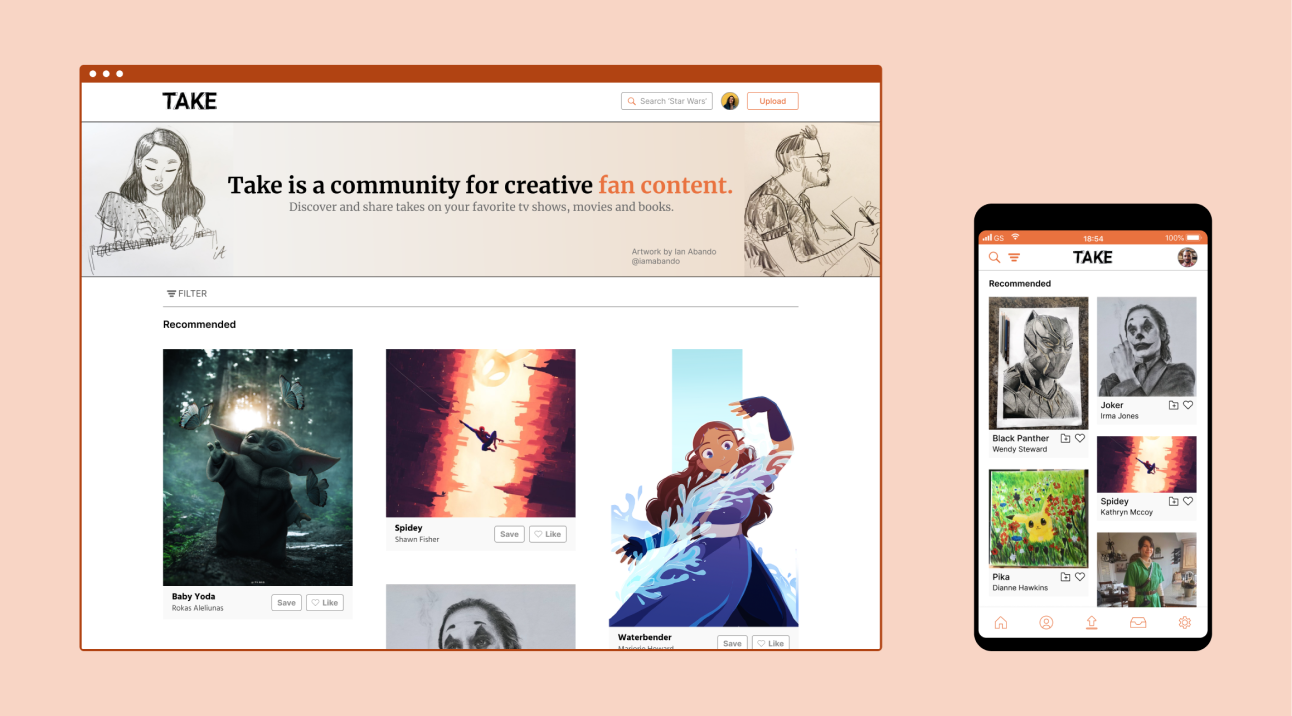 TAKE
Search 'Star Wars'
Upload
Take is a community for creative fan content.
Discover and share takes on your favorite tv shows, movies and books.
Artwork by Ian Abando
@iamabando
FILTER
Recommended
Baby Yoda
Rokas Aleliunas
Save
Like
Spidey
Shawn Fisher
Save
Like
Waterbender
Marjorie Howard
Save
Like
GS
18:54
100%
TAKE
Recommended
Black Panther
Wendy Steward
Joker
Irma Jones
Spidey
Kathryn Mccoy
Pika
Dianne Hawkins